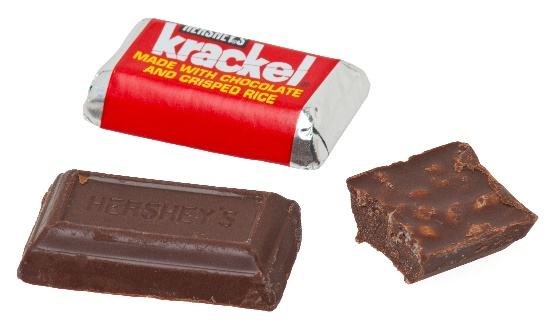 HERSHEY'S
krackel
MADE WITH CHOCOLATE
AND CRISPED RICE
HERSHEY'S